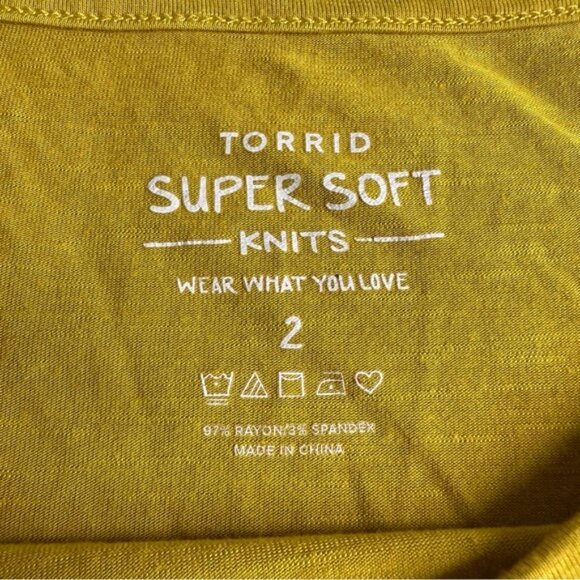 TORRID
SUPER SOFT
KNITS
WEAR WHAT YOU LOVE
2
97% RAYON/3% SPANDEX
MADE IN CHINA